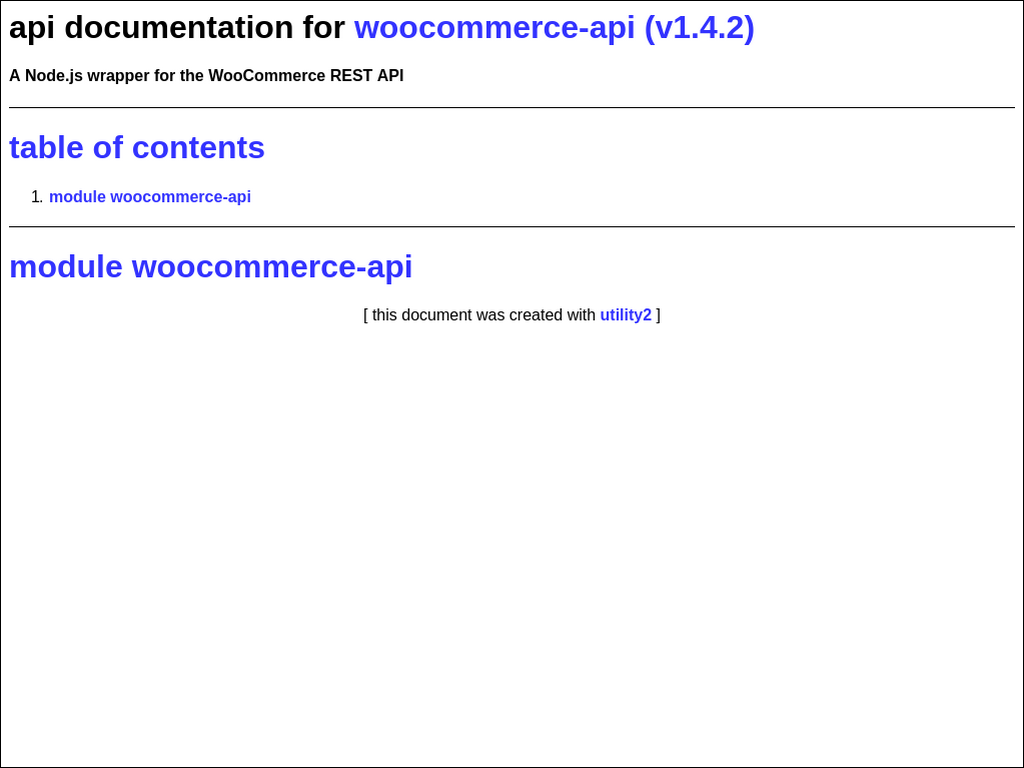 api documentation for woocommerce-api (v1.4.2)
A Node.js wrapper for the WooCommerce REST API
table of contents
1. module woocommerce-api
module woocommerce-api
[ this document was created with utility2 ]